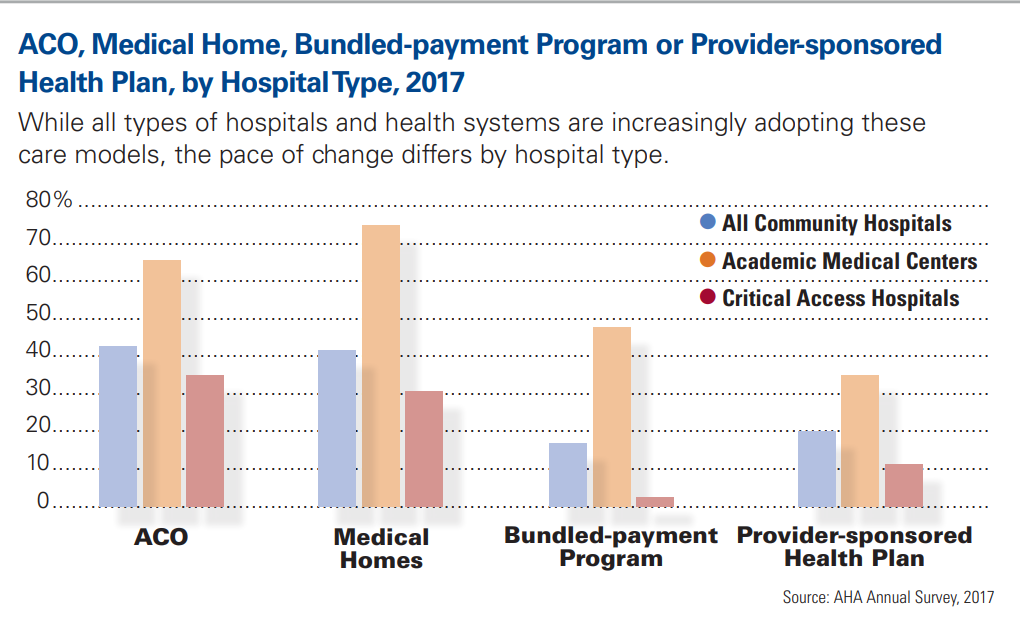 ACO, Medical Home, Bundled-payment Program or Provider-sponsored
Health Plan, by Hospital Type, 2017
While all types of hospitals and health systems are increasingly adopting these
care models, the pace of change differs by hospital type.
80%
70
60
50
40
30
20
10
0
All Community Hospitals
Academic Medical Centers
Critical Access Hospitals
ACO
Medical
Homes
Bundled-payment
Program
Provider-sponsored
Health Plan
Source: AHA Annual Survey, 2017